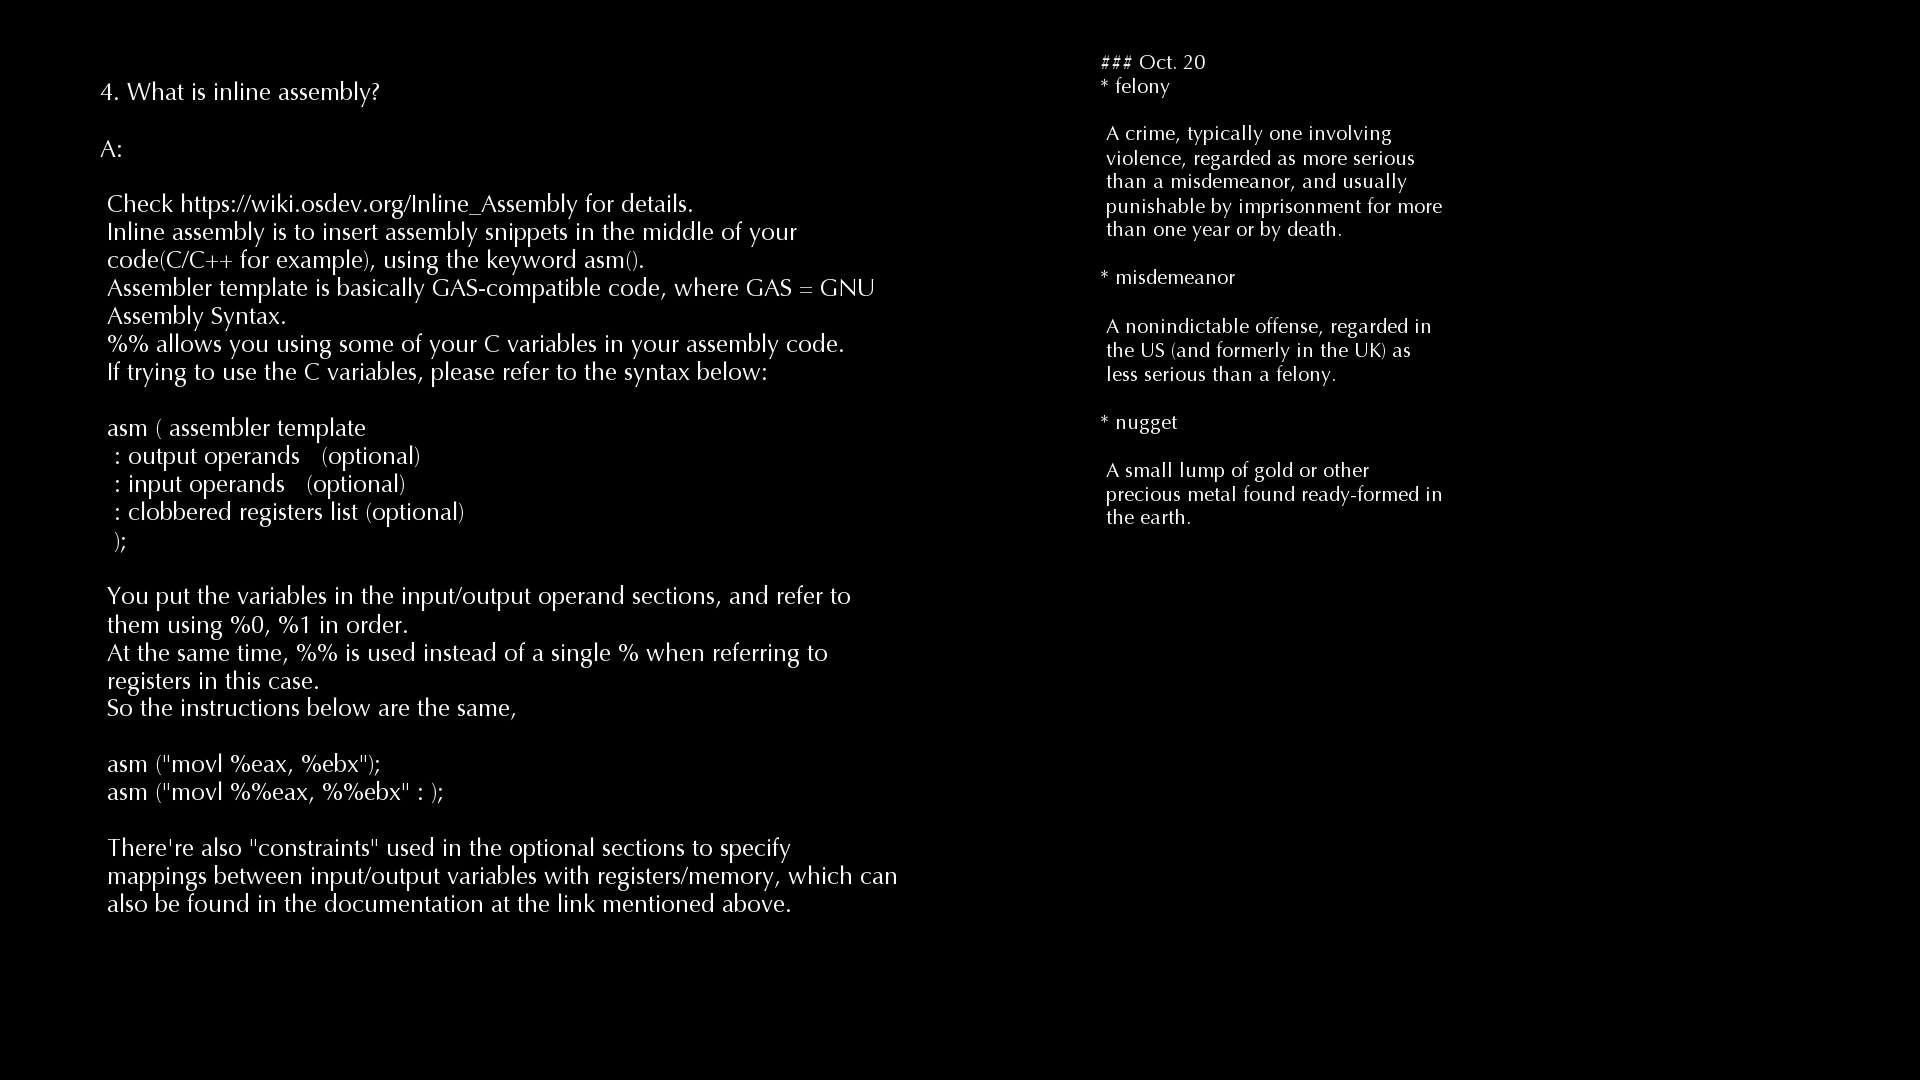 4. What is inline assembly?
A:
Check https://wiki.osdev.org/Inline_Assembly for details.
Inline assembly is to insert assembly snippets in the middle of your
code(C/C++ for example), using the keyword asm().
Assembler template is basically GAS-compatible code, where GAS = GNU
Assembly Syntax.
%% allows you using some of your C variables in your assembly code.
If trying to use the C variables, please refer to the syntax below:
asm ( assembler template
: output operands (optional)
: input operands (optional)
: clobbered registers list (optional)
);
You put the variables in the input/output operand sections, and refer to
them using %0, %1 in order.
At the same time, %% is used instead of a single % when referring to
registers in this case.
So the instructions below are the same,
asm ("movl %eax, %ebx");
asm ("movl %%eax, %%ebx" : );
There're also "constraints" used in the optional sections to specify
mappings between input/output variables with registers/memory, which can
also be found in the documentation at the link mentioned above.
### Oct. 20
* felony
A crime, typically one involving
violence, regarded as more serious
than a misdemeanor, and usually
punishable by imprisonment for more
than one year or by death.
* misdemeanor
A nonindictable offense, regarded in
the US (and formerly in the UK) as
less serious than a felony.
* nugget
A small lump of gold or other
precious metal found ready-formed in
the earth.